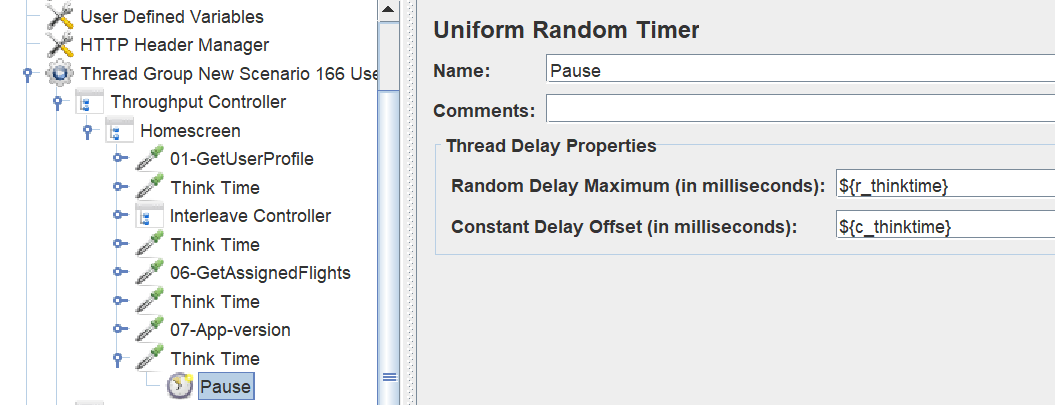 User Defined Variables
HTTP Header Manager
Thread Group New Scenario 166 Use
Throughput Controller
Homescreen
01-GetUserProfile
Think Time
Interleave Controller
Think Time
06-GetAssignedFlights
Think Time
07-App-version
Think Time
Pause
Uniform Random Timer
Name: Pause
Comments:
Thread Delay Properties
Random Delay Maximum (in milliseconds): ${r_thinktime}
Constant Delay Offset (in milliseconds): ${c_thinktime}